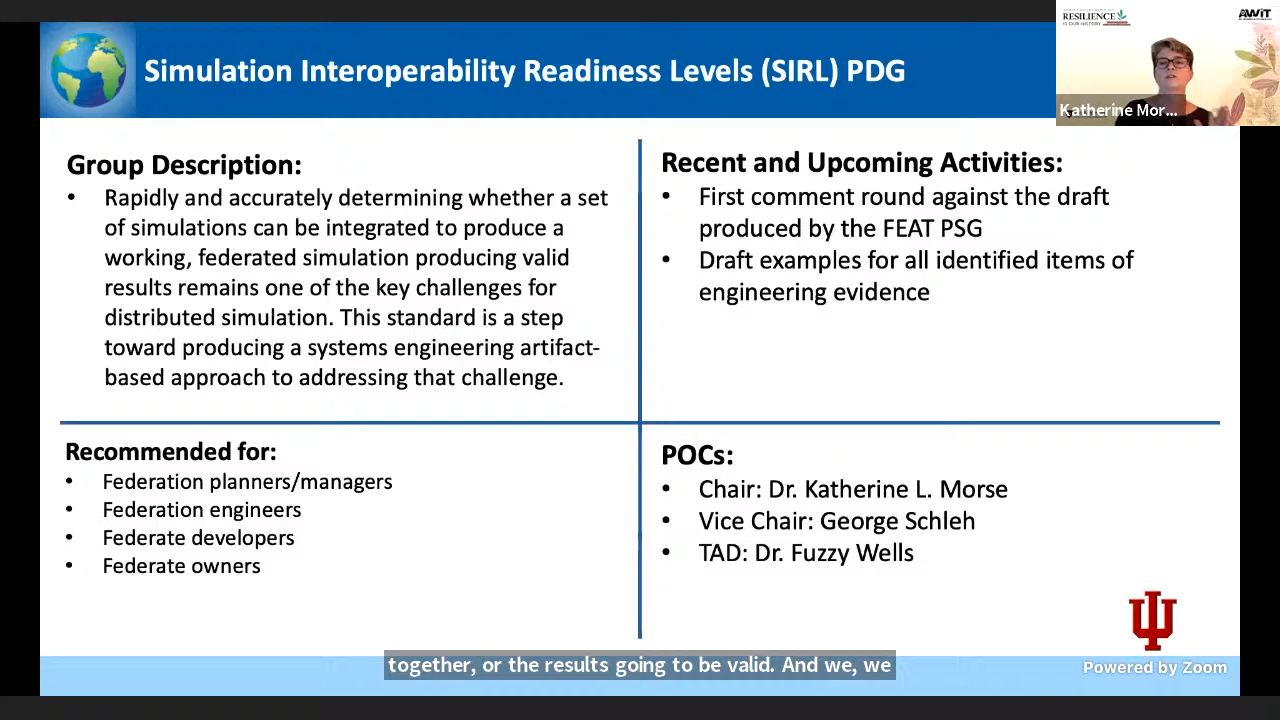 Simulation Interoperability Readiness Levels (SIRL) PDG
RESILIENCE
IS OUR HISTORY
AWIT
Katherine Mor...
Group Description:
• Rapidly and accurately determining whether a set
of simulations can be integrated to produce a
working, federated simulation producing valid
results remains one of the key challenges for
distributed simulation. This standard is a step
toward producing a systems engineering artifact-
based approach to addressing that challenge.
Recent and Upcoming Activities:
• First comment round against the draft
produced by the FEAT PSG
• Draft examples for all identified items of
engineering evidence
Recommended for:
• Federation planners/managers
• Federation engineers
• Federate developers
• Federate owners
POCs:
• Chair: Dr. Katherine L. Morse
• Vice Chair: George Schleh
• TAD: Dr. Fuzzy Wells
together, or the results going to be valid. And we, we
Powered by Zoom